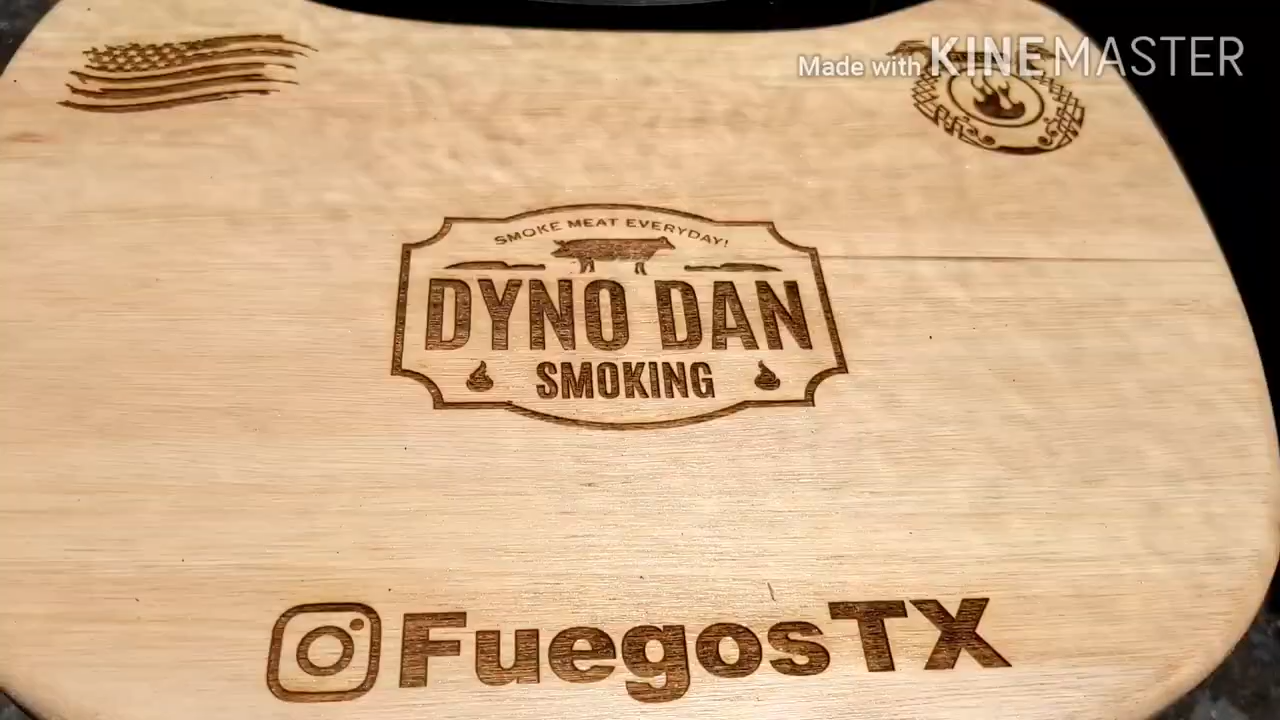 Made with KINEMASTER
SMOKE MEAT EVERYDAY!
DYNO DAN
SMOKING
FuegosTX